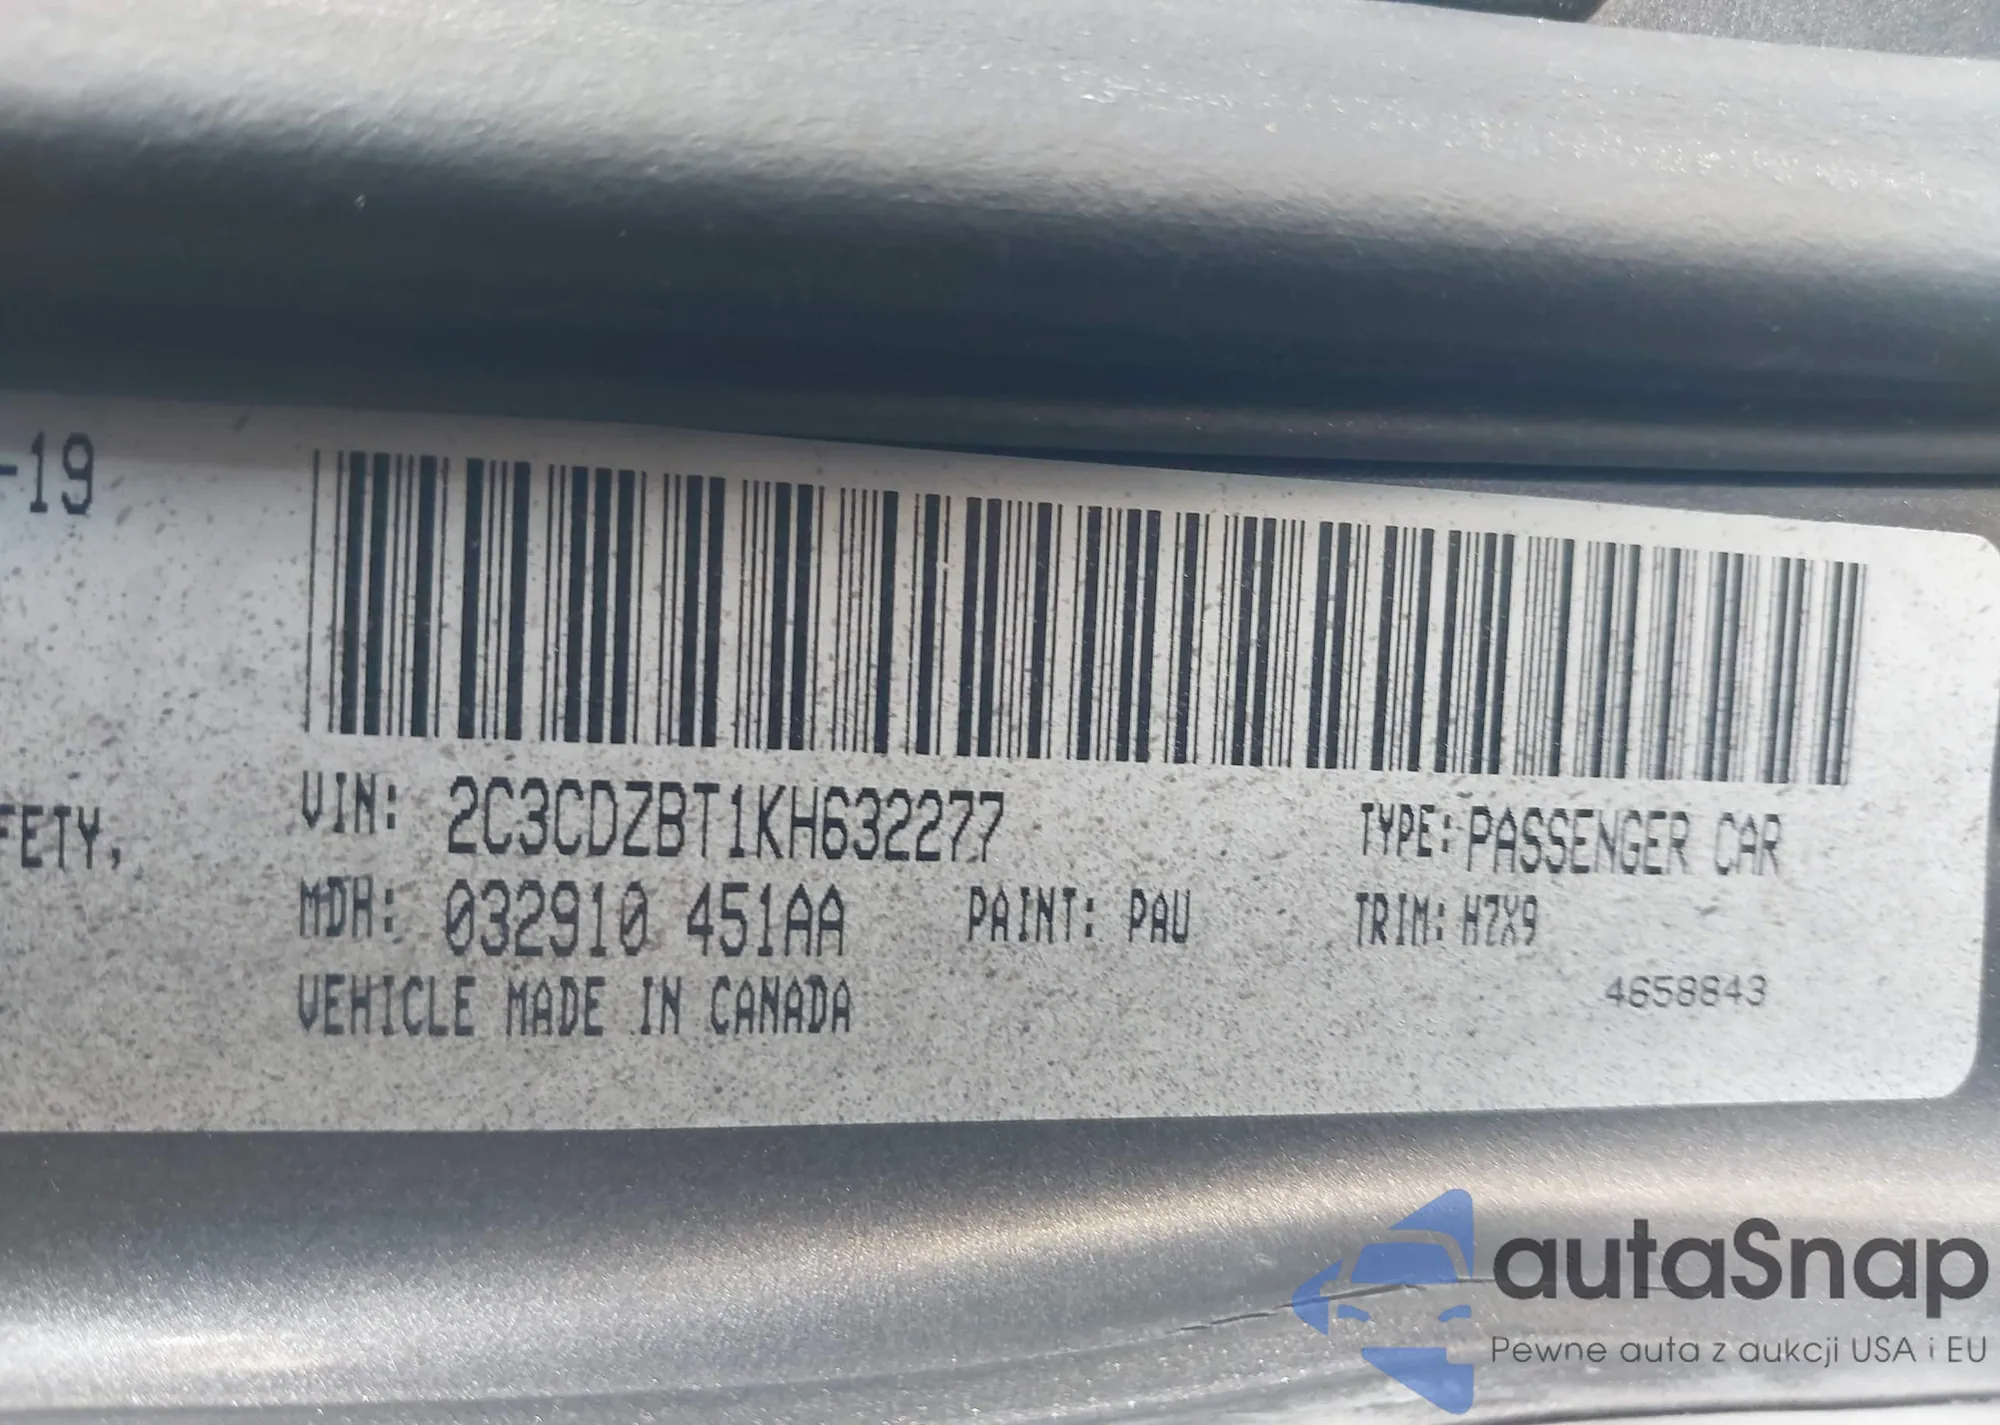 -19
FETY,
VIN: 2C3CDZBT1KH632277
TYPE: PASSENGER CAR
MDH: 032910 451AA
PAINT: PAU
TRIM: H7X9
VEHICLE MADE IN CANADA
4658843
autaSnap
Pewne auta z aukcji USA i EU